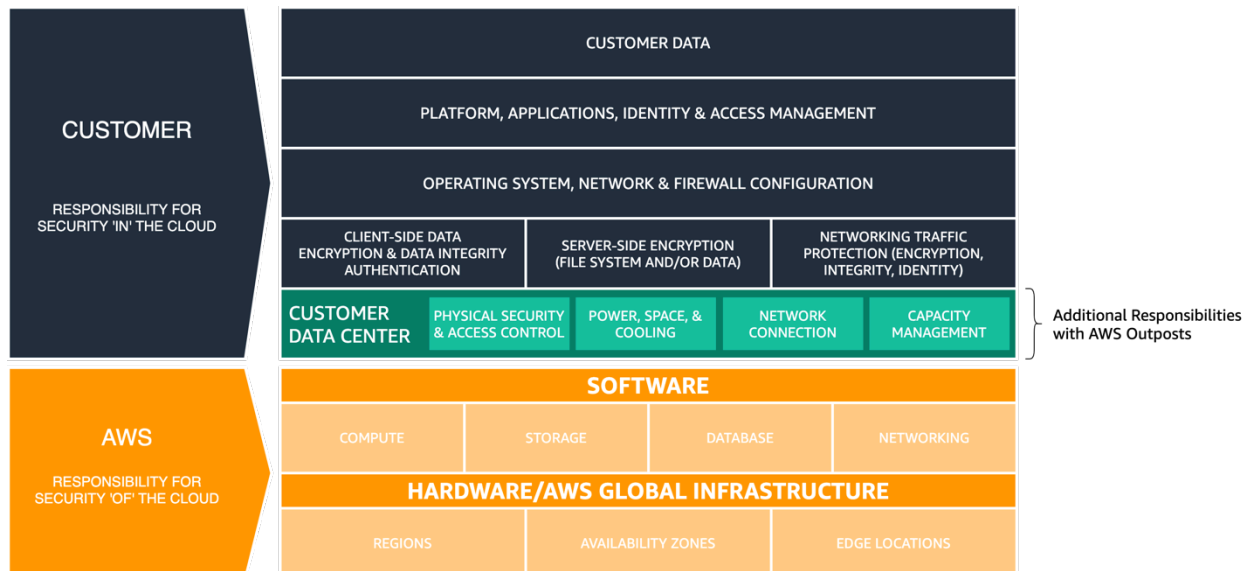 CUSTOMER
RESPONSIBILITY FOR
SECURITY 'IN' THE CLOUD
CUSTOMER DATA
PLATFORM, APPLICATIONS, IDENTITY & ACCESS MANAGEMENT
OPERATING SYSTEM, NETWORK & FIREWALL CONFIGURATION
CLIENT-SIDE DATA
ENCRYPTION & DATA INTEGRITY
AUTHENTICATION
SERVER-SIDE ENCRYPTION
(FILE SYSTEM AND/OR DATA)
NETWORKING TRAFFIC
PROTECTION (ENCRYPTION,
INTEGRITY, IDENTITY)
CUSTOMER
DATA CENTER
PHYSICAL SECURITY
& ACCESS CONTROL
POWER, SPACE, &
COOLING
NETWORK
CONNECTION
CAPACITY
MANAGEMENT
Additional Responsibilities
with AWS Outposts
AWS
RESPONSIBILITY FOR
SECURITY 'OF' THE CLOUD
SOFTWARE
COMPUTE
STORAGE
DATABASE
NETWORKING
HARDWARE/AWS GLOBAL INFRASTRUCTURE
REGIONS
AVAILABILITY ZONES
EDGE LOCATIONS